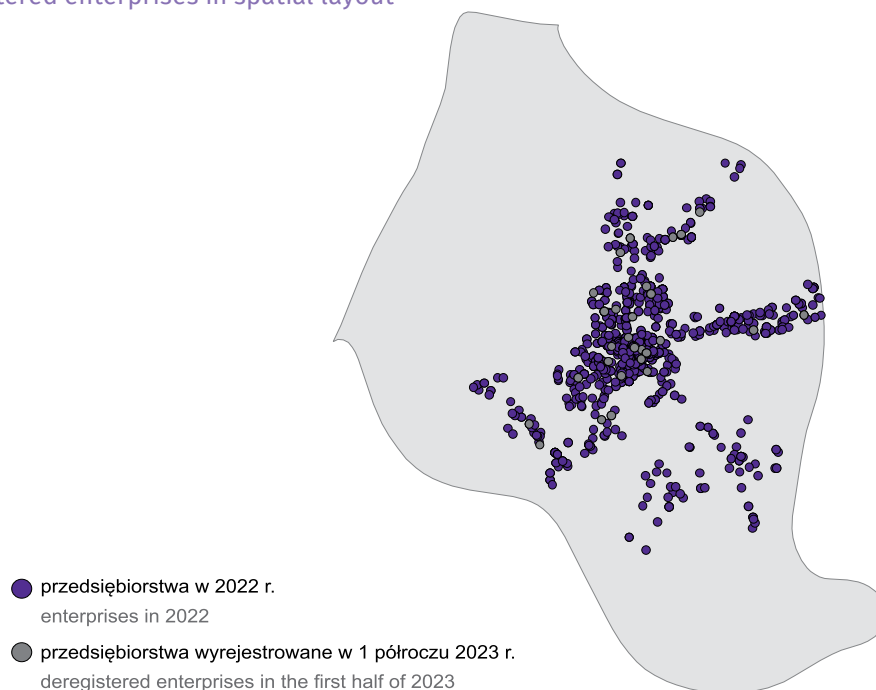 enterprises in spatial layout
przedsiębiorstwa w 2022 r.
enterprises in 2022
przedsiębiorstwa wyrejestrowane w 1 półroczu 2023 r.
deregistered enterprises in the first half of 2023